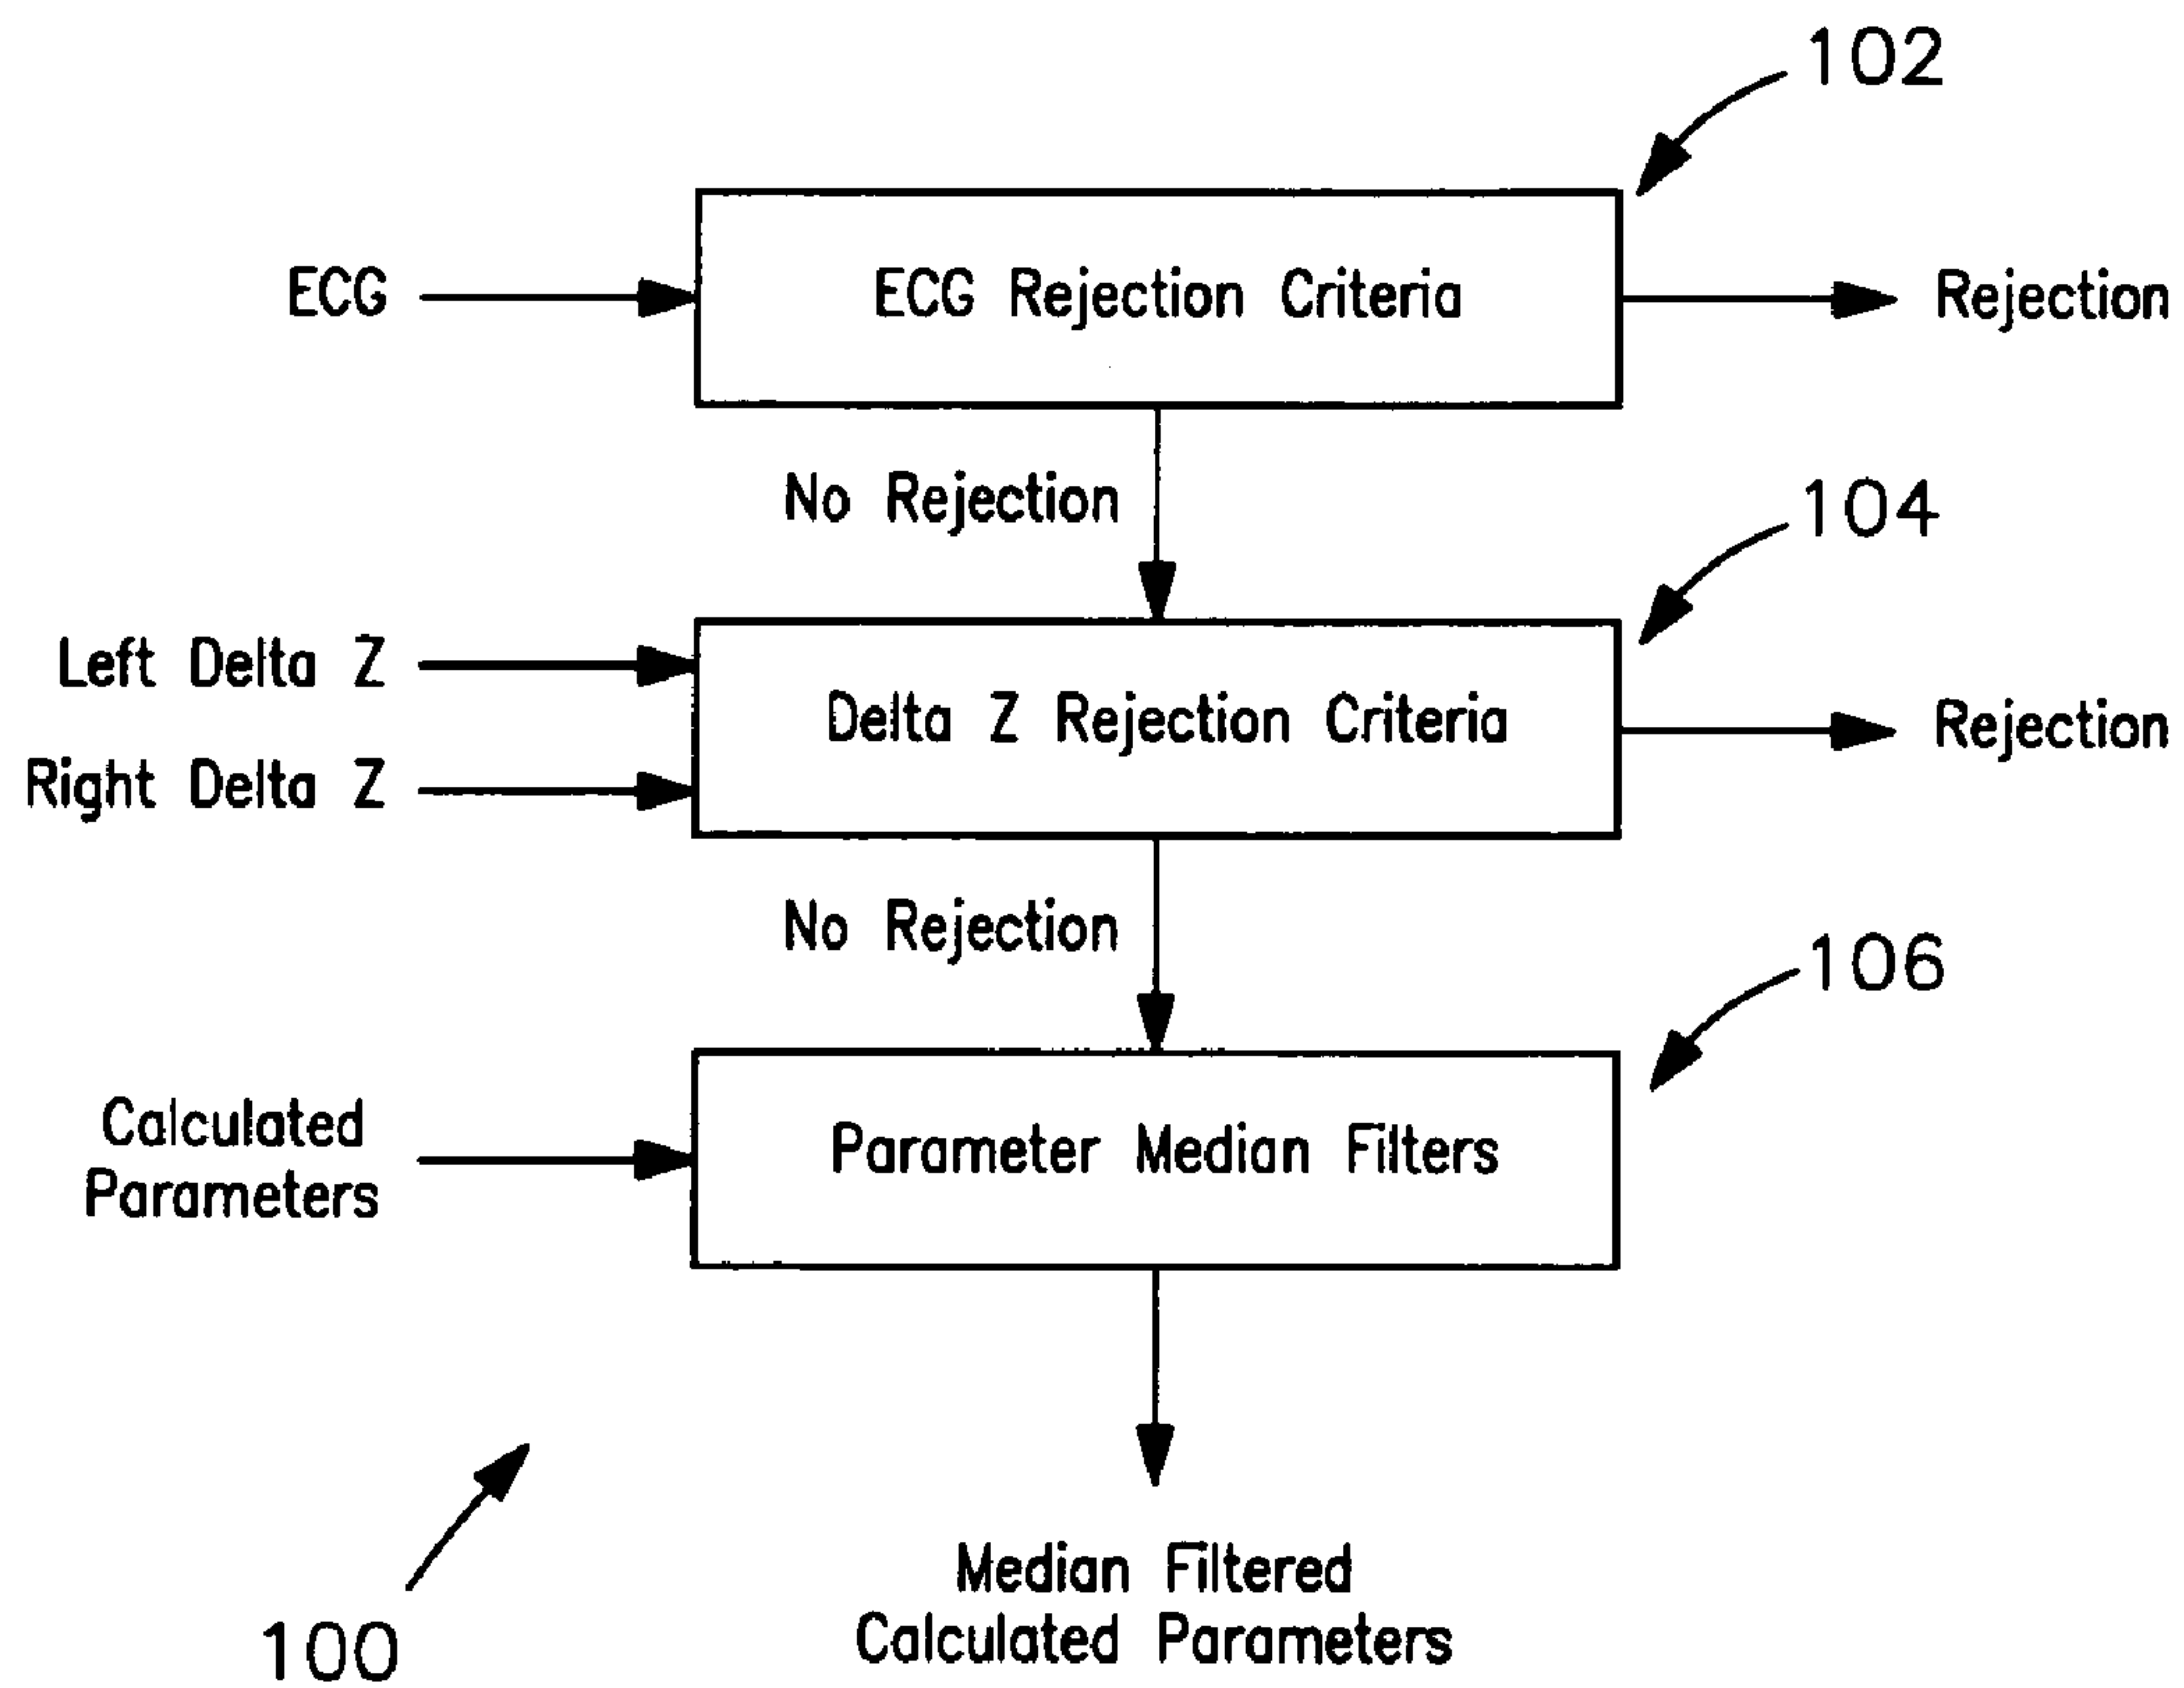 102
ECG
ECG Rejection Criteria
Rejection
No Rejection
104
Left Delta Z
Right Delta Z
Delta Z Rejection Criteria
Rejection
No Rejection
106
Calculated
Parameters
Parameter Median Filters
Median Filtered
Calculated Parameters
100